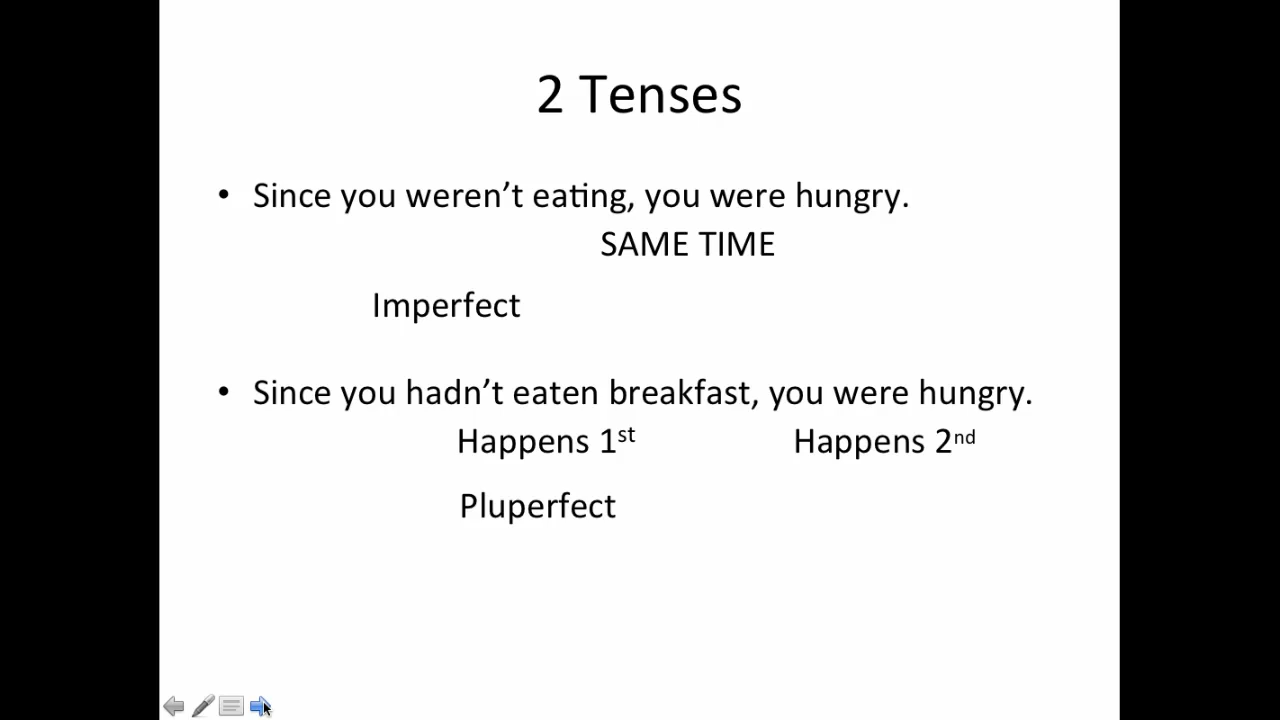 2 Tenses
• Since you weren’t eating, you were hungry.
SAME TIME
Imperfect
• Since you hadn’t eaten breakfast, you were hungry.
Happens 1st Happens 2nd
Pluperfect